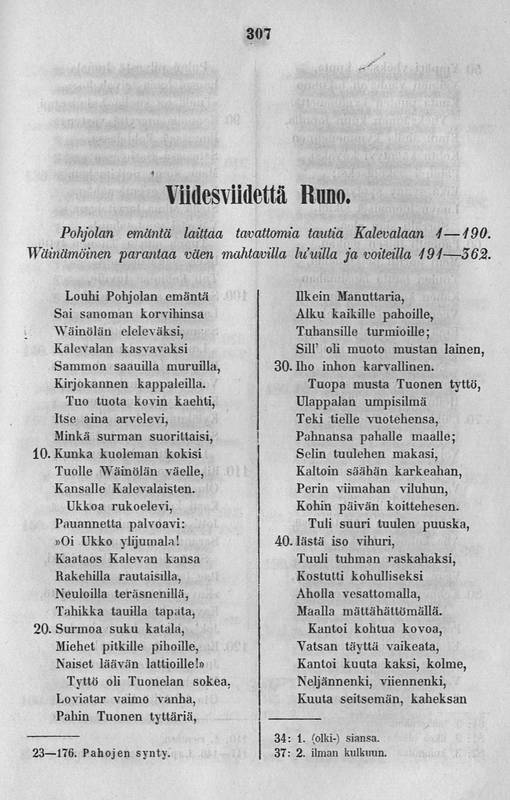 307
Viidesviidettä Runo.
Pohjolan emäntä laittaa tavattomia tautia Kalevalaan 1—190.
Wäinämöinen parantaa väen mahtavilla lu'uilla ja voiteilla 191—362.
Louhi Pohjolan emäntä
Sai sanoman korvihinsa
Wäinölän eleleväksi,
Kalevalan kasvavaksi
Sammon saauilla muruilla,
Kirjokannen kappaleilla.
Tuo tuota kovin kaehti,
Itse aina arvelevi,
Minkä surman suorittaisi,
10. Kunka kuoleman kokisi
Tuolle Wäinölän väelle,
Kansalle Kalevalaisten.
Ukkoa rukoelevi,
Pauannetta palvoavi:
»Oi Ukko ylijumala!
Kaataos Kalevan kansa
Rakehilla rautaisilla,
Neuloilla teräsnenillä,
Tahikka tauilla tapata,
20. Surmoa suku katala,
Miehet pitkille pihoille,
Naiset läävän lattioille!»
Tyttö oli Tuonelan sokea,
Loviatar vaimo vanha,
Pahin Tuonen tyttäriä,
23—176. Pahojen synty.
Ilkein Manuttaria,
Alku kaikille pahoille,
Tuhansille turmioille;
Sill' oli muoto mustan lainen,
30. Iho inhon karvallinen.
Tuopa musta Tuonen tyttö,
Ulappalan umpisilmä
Teki tielle vuotehensa,
Pahnansa pahalle maalle;
Selin tuulehen makasi,
Kaltoin säähän karkeahan,
Perin viimahan viluhun,
Kohin päivän koittehesen.
Tuli suuri tuulen puuska,
40. Iästä iso vihuri,
Tuuli tuhman raskahaksi,
Kostutti kohulliseksi
Aholla vesattomalla,
Maalla mättähättömällä.
Kantoi kohtua kovoa,
Vatsan täyttä vaikeata,
Kantoi kuuta kaksi, kolme,
Neljännenki, viiennenki,
Kuuta seitsemän, kaheksan
34: 1. (olki-) siansa.
37: 2. ilman kulkuun.